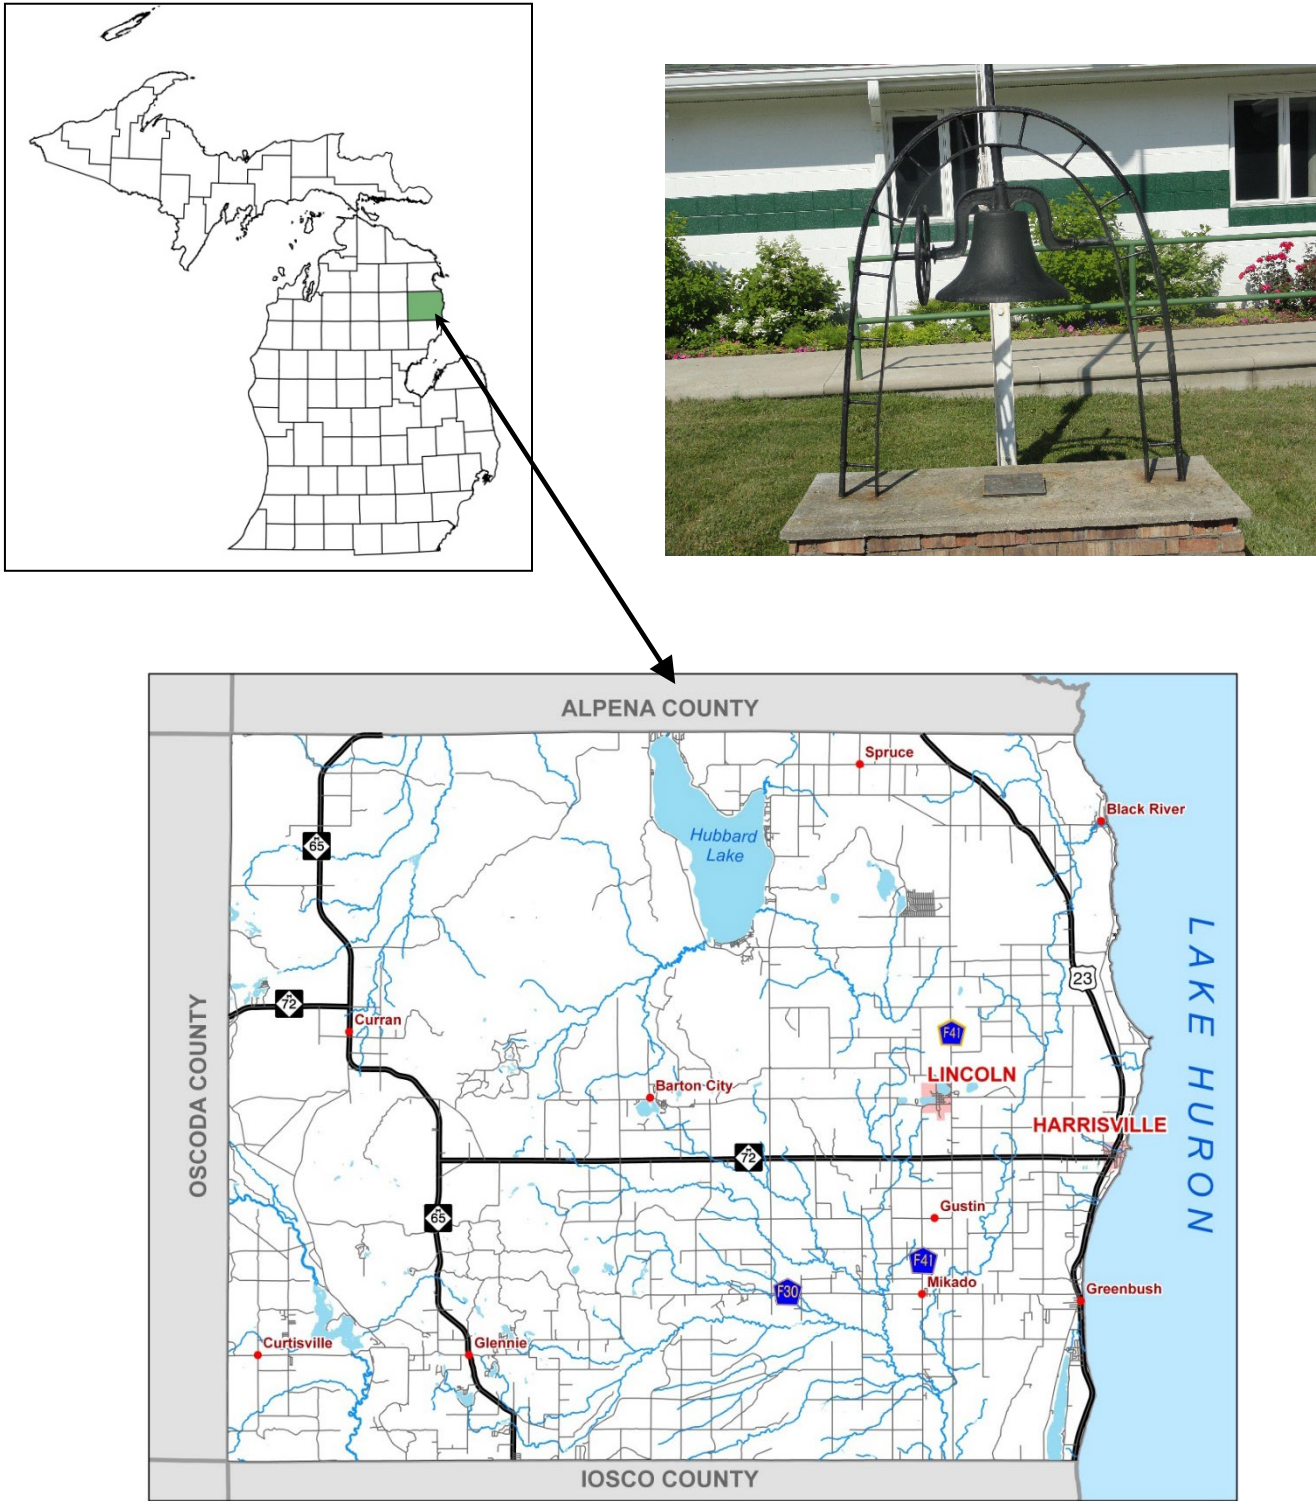 ALPENA COUNTY
Spruce
Black River
Hubbard
Lake
M
65
23
LAKE HURON
OSCODA COUNTY
M
72
Curran
F41
LINCOLN
Barton City
HARRISVILLE
M
72
M
65
Gustin
F41
Mikado
F30
Greenbush
Curtisville
Glennie
IOSCO COUNTY